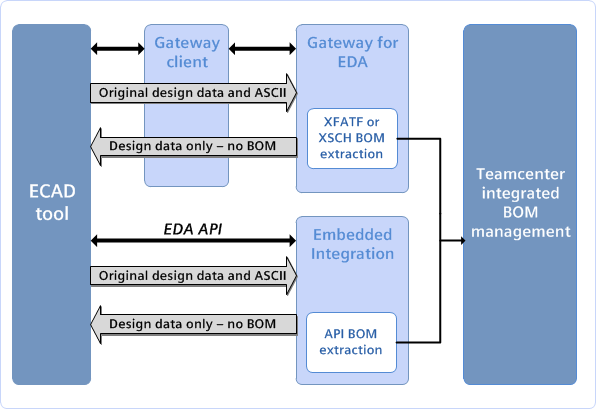 ECAD
tool
Gateway
client
Gateway for
EDA
Original design data and ASCII
XFATF or
XSCH BOM
extraction
Design data only – no BOM
EDA API
Embedded
Integration
Original design data and ASCII
Design data only – no BOM
API BOM
extraction
Teamcenter
integrated
BOM
management